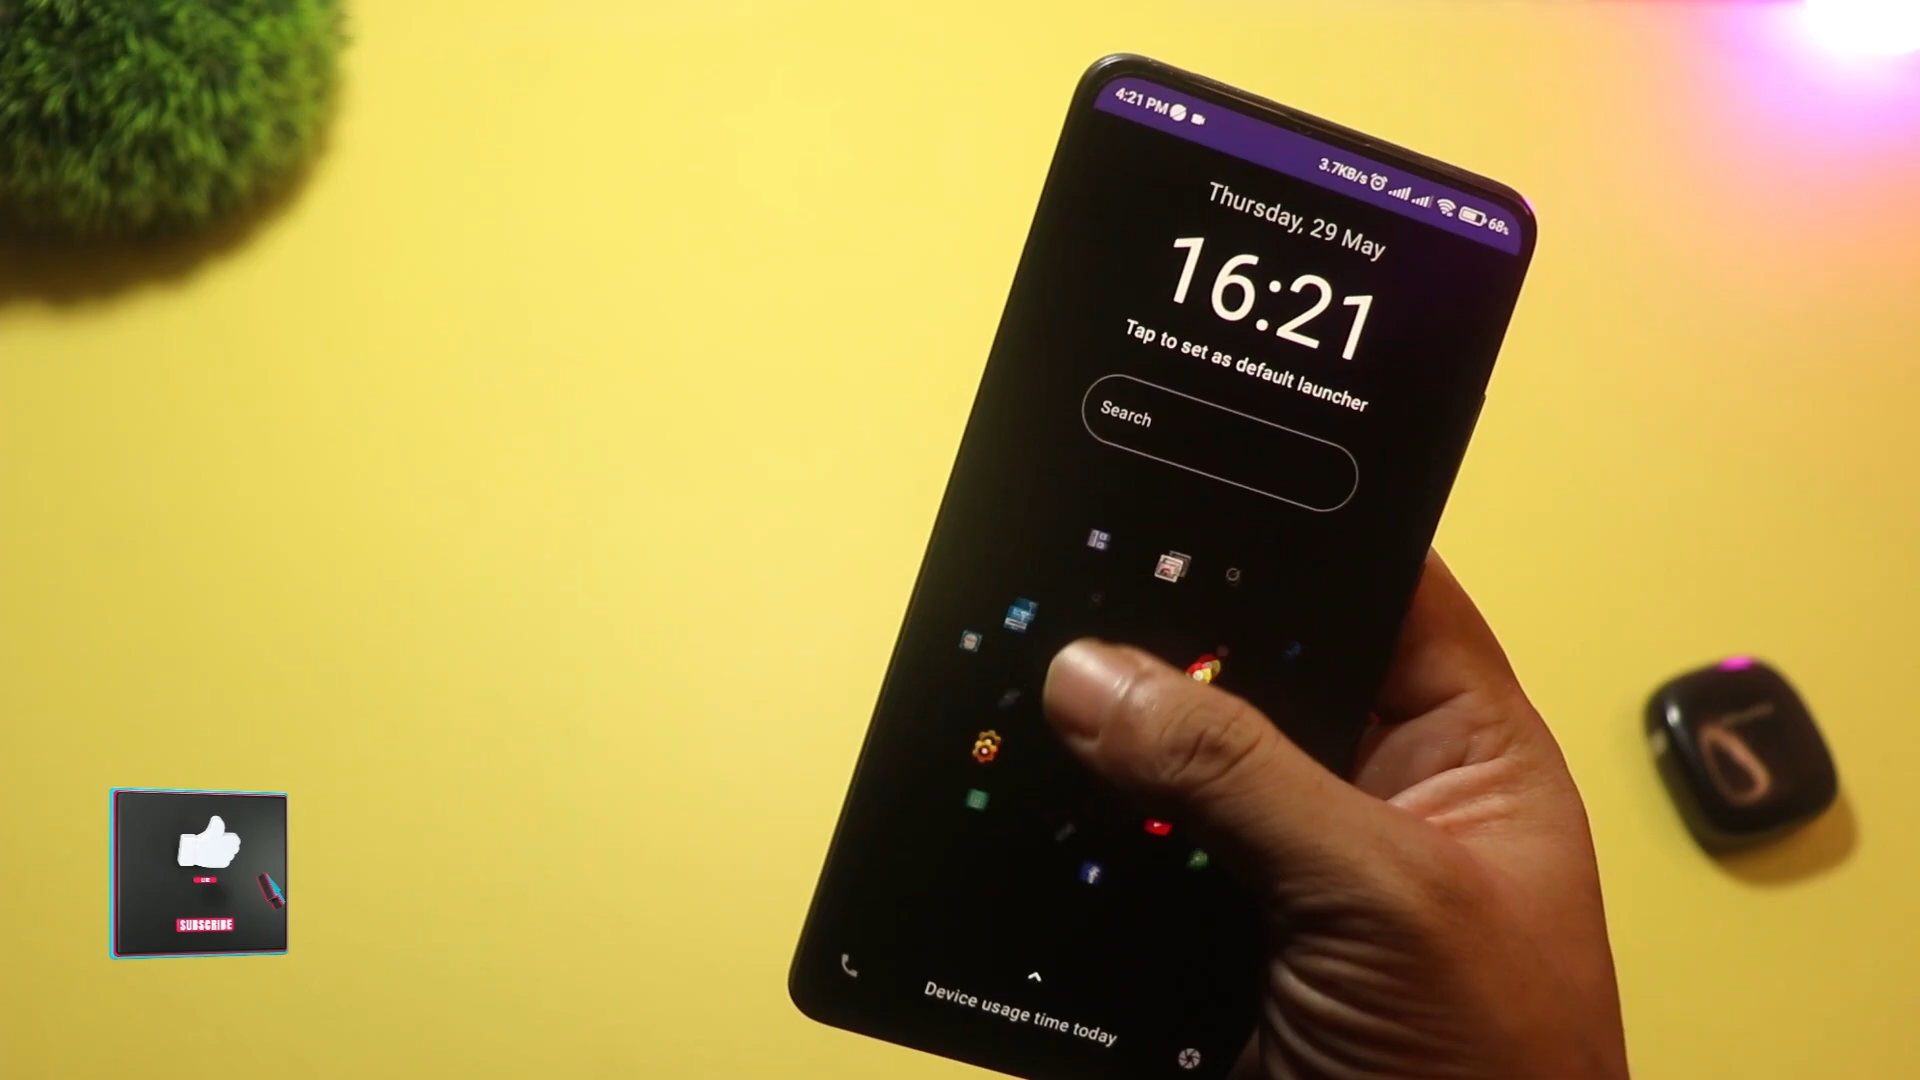 4:21 PM
3.7KB/s
68%
Thursday, 29 May
16:21
Tap to set as default launcher
Search
Device usage time today
LIKE
SUBSCRIBE